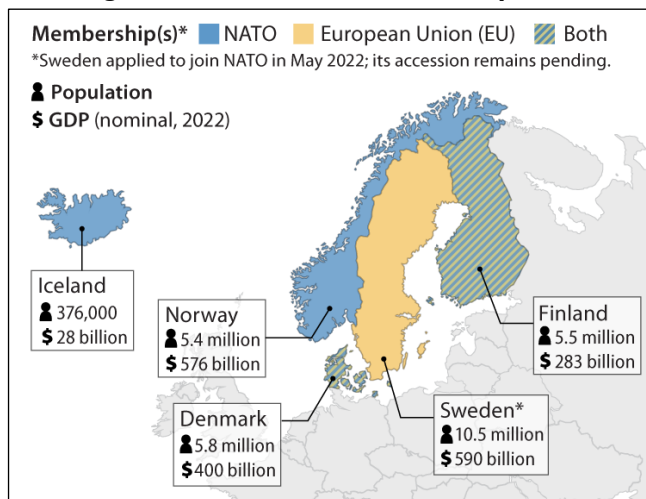 Membership(s)* NATO European Union (EU) Both
*Sweden applied to join NATO in May 2022; its accession remains pending.
Population
$ GDP (nominal, 2022)
Iceland
376,000
$ 28 billion
Norway
5.4 million
$ 576 billion
Denmark
5.8 million
$ 400 billion
Sweden*
10.5 million
$ 590 billion
Finland
5.5 million
$ 283 billion